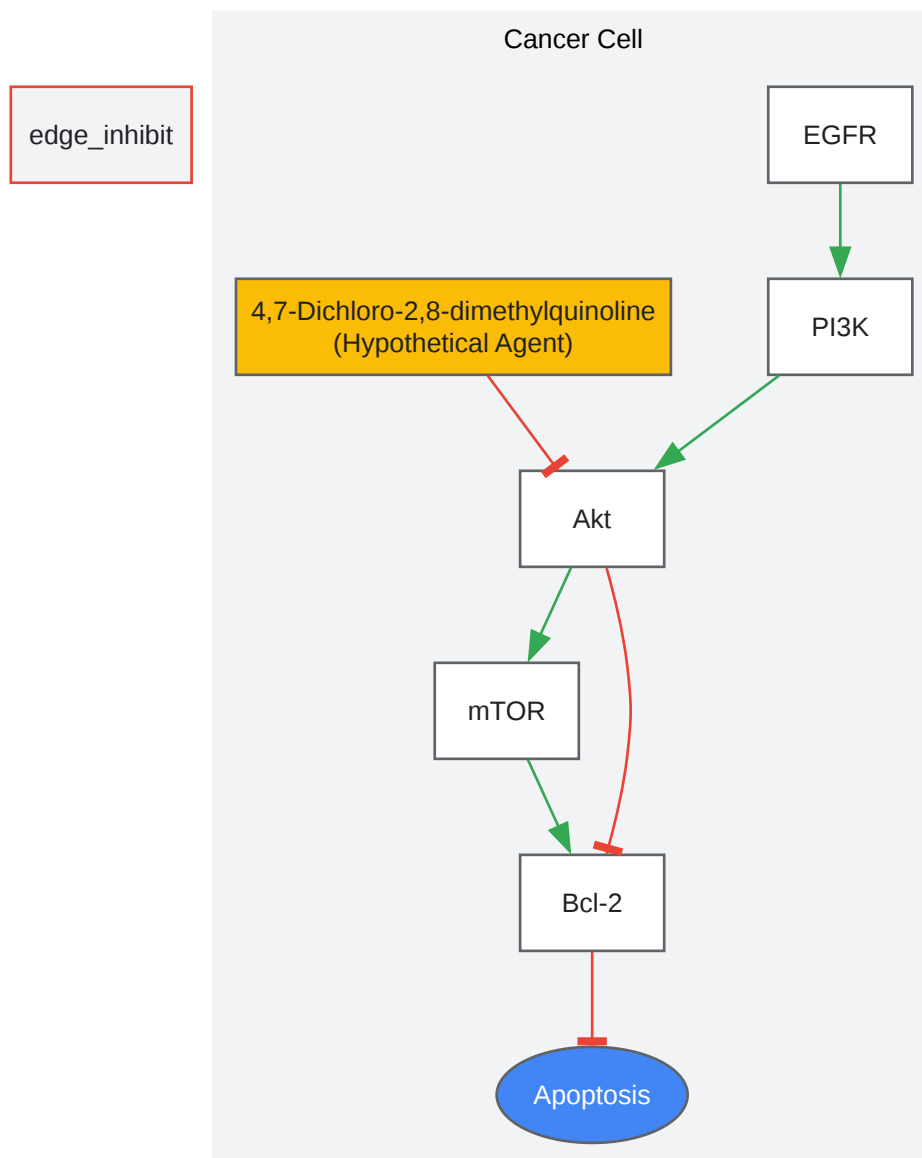 Cancer Cell
edge_inhibit
EGFR
4,7-Dichloro-2,8-dimethylquinoline
(Hypothetical Agent)
PI3K
Akt
mTOR
Bcl-2
Apoptosis